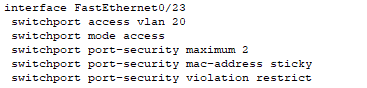 interface FastEthernet0/23
switchport access vlan 20
switchport mode access
switchport port-security maximum 2
switchport port-security mac-address sticky
switchport port-security violation restrict